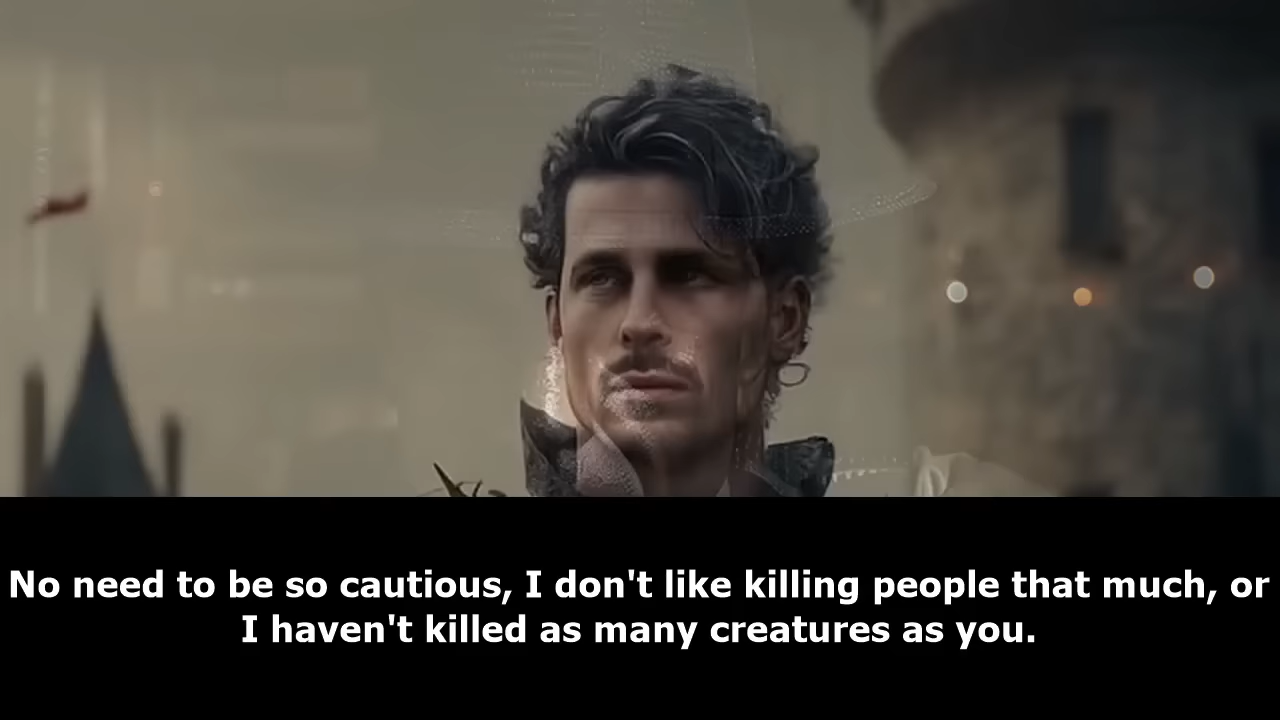 No need to be so cautious, I don't like killing people that much, or
I haven't killed as many creatures as you.